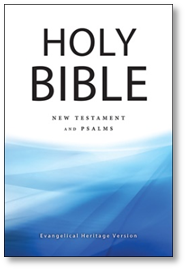 HOLY
BIBLE
NEW TESTAMENT
AND PSALMS
Evangelical Heritage Version